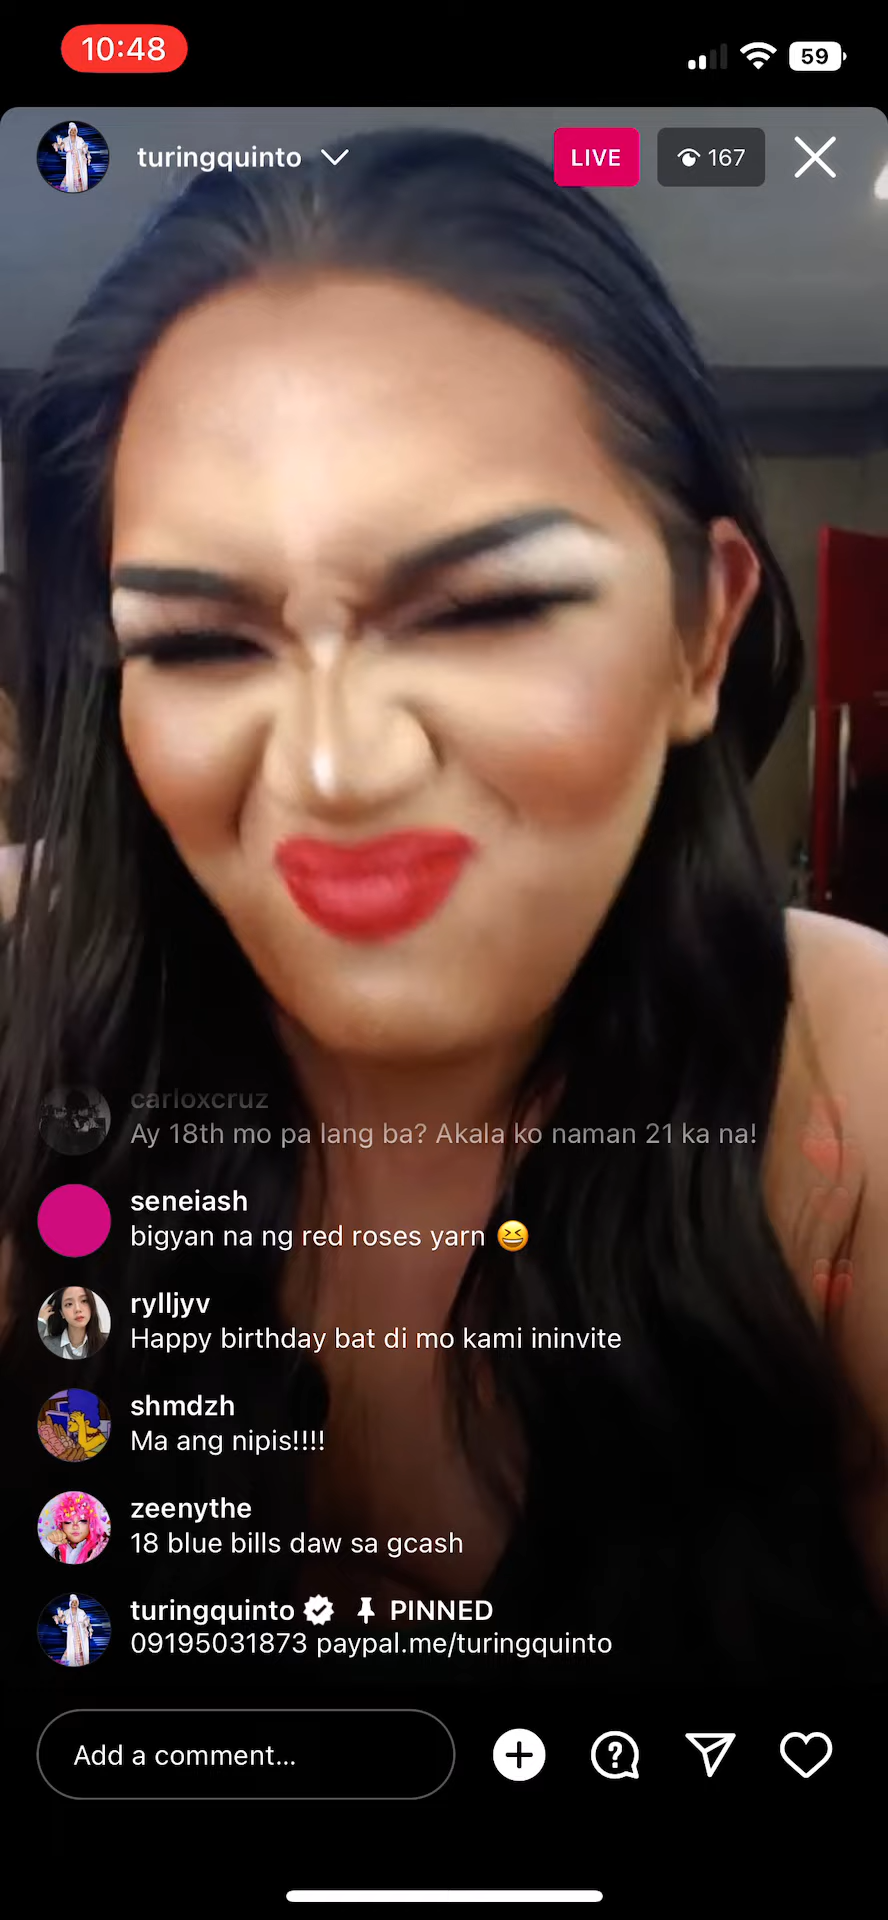 10:48
59
turingquinto
LIVE
167
carloxcruz
Ay 18th mo pa lang ba? Akala ko naman 21 ka na!
seneiash
bigyan na ng red roses yarn 😆
rylljyv
Happy birthday bat di mo kami ininvite
shmdzh
Ma ang nipis!!!!
zeenythe
18 blue bills daw sa gcash
turingquinto PINNED
09195031873 paypal.me/turingquinto
Add a comment...